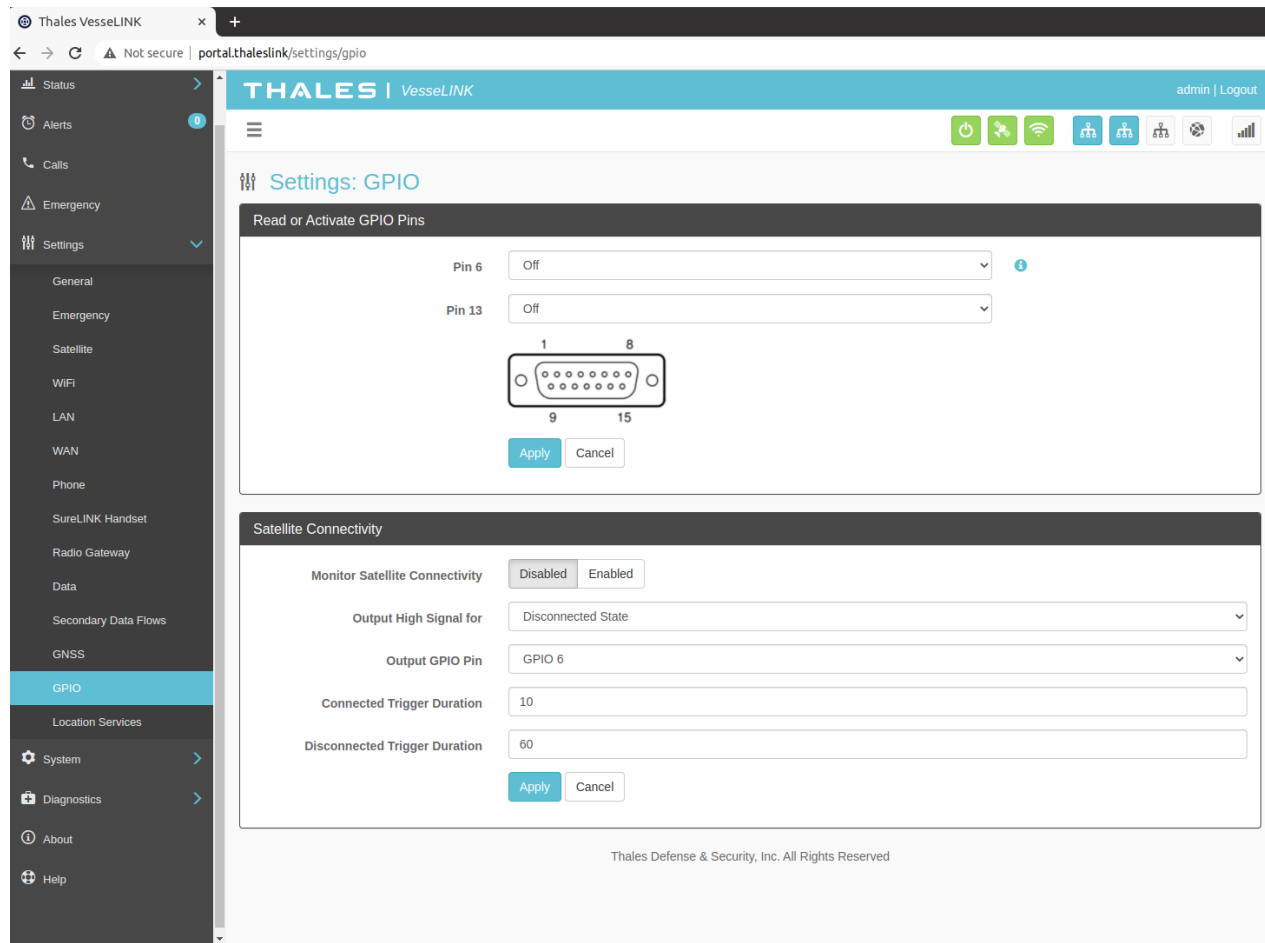 Thales VesseLINK
Not secure | portal.thaleslink/settings/gpio
Status
Alerts 0
Calls
Emergency
Settings
General
Emergency
Satellite
WiFi
LAN
WAN
Phone
SureLINK Handset
Radio Gateway
Data
Secondary Data Flows
GNSS
GPIO
Location Services
System
Diagnostics
About
Help
THALES | VesseLINK
admin | Logout
Settings: GPIO
Read or Activate GPIO Pins
Pin 6 Off
Pin 13 Off
1 8
9 15
Apply Cancel
Satellite Connectivity
Monitor Satellite Connectivity Disabled Enabled
Output High Signal for Disconnected State
Output GPIO Pin GPIO 6
Connected Trigger Duration 10
Disconnected Trigger Duration 60
Apply Cancel
Thales Defense & Security, Inc. All Rights Reserved